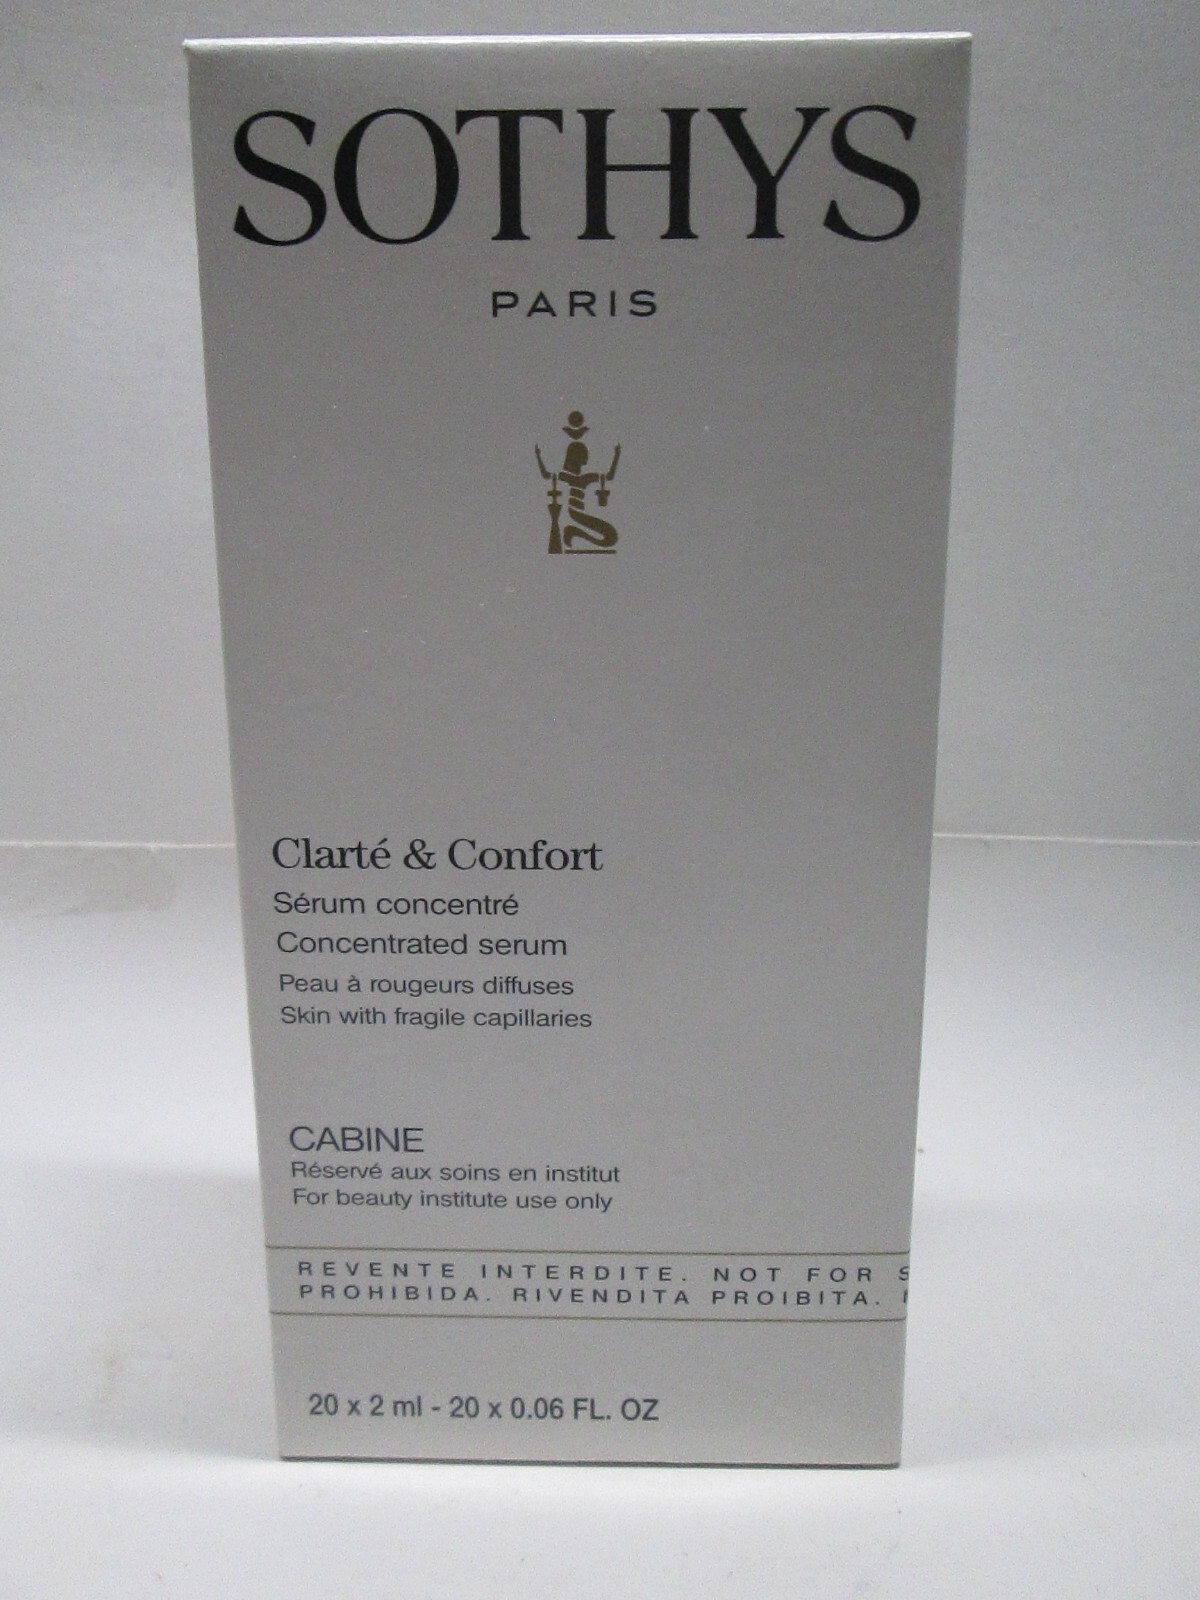 SOTHYS
PARIS
Clarté & Confort
Sérum concentré
Concentrated serum
Peau à rougeurs diffuses
Skin with fragile capillaries
CABINE
Réservé aux soins en institut
For beauty institute use only
REVENTE INTERDITE. NOT FOR S
PROHIBIDA. RIVENDITA PROIBITA.
20 x 2 ml - 20 x 0.06 FL. OZ